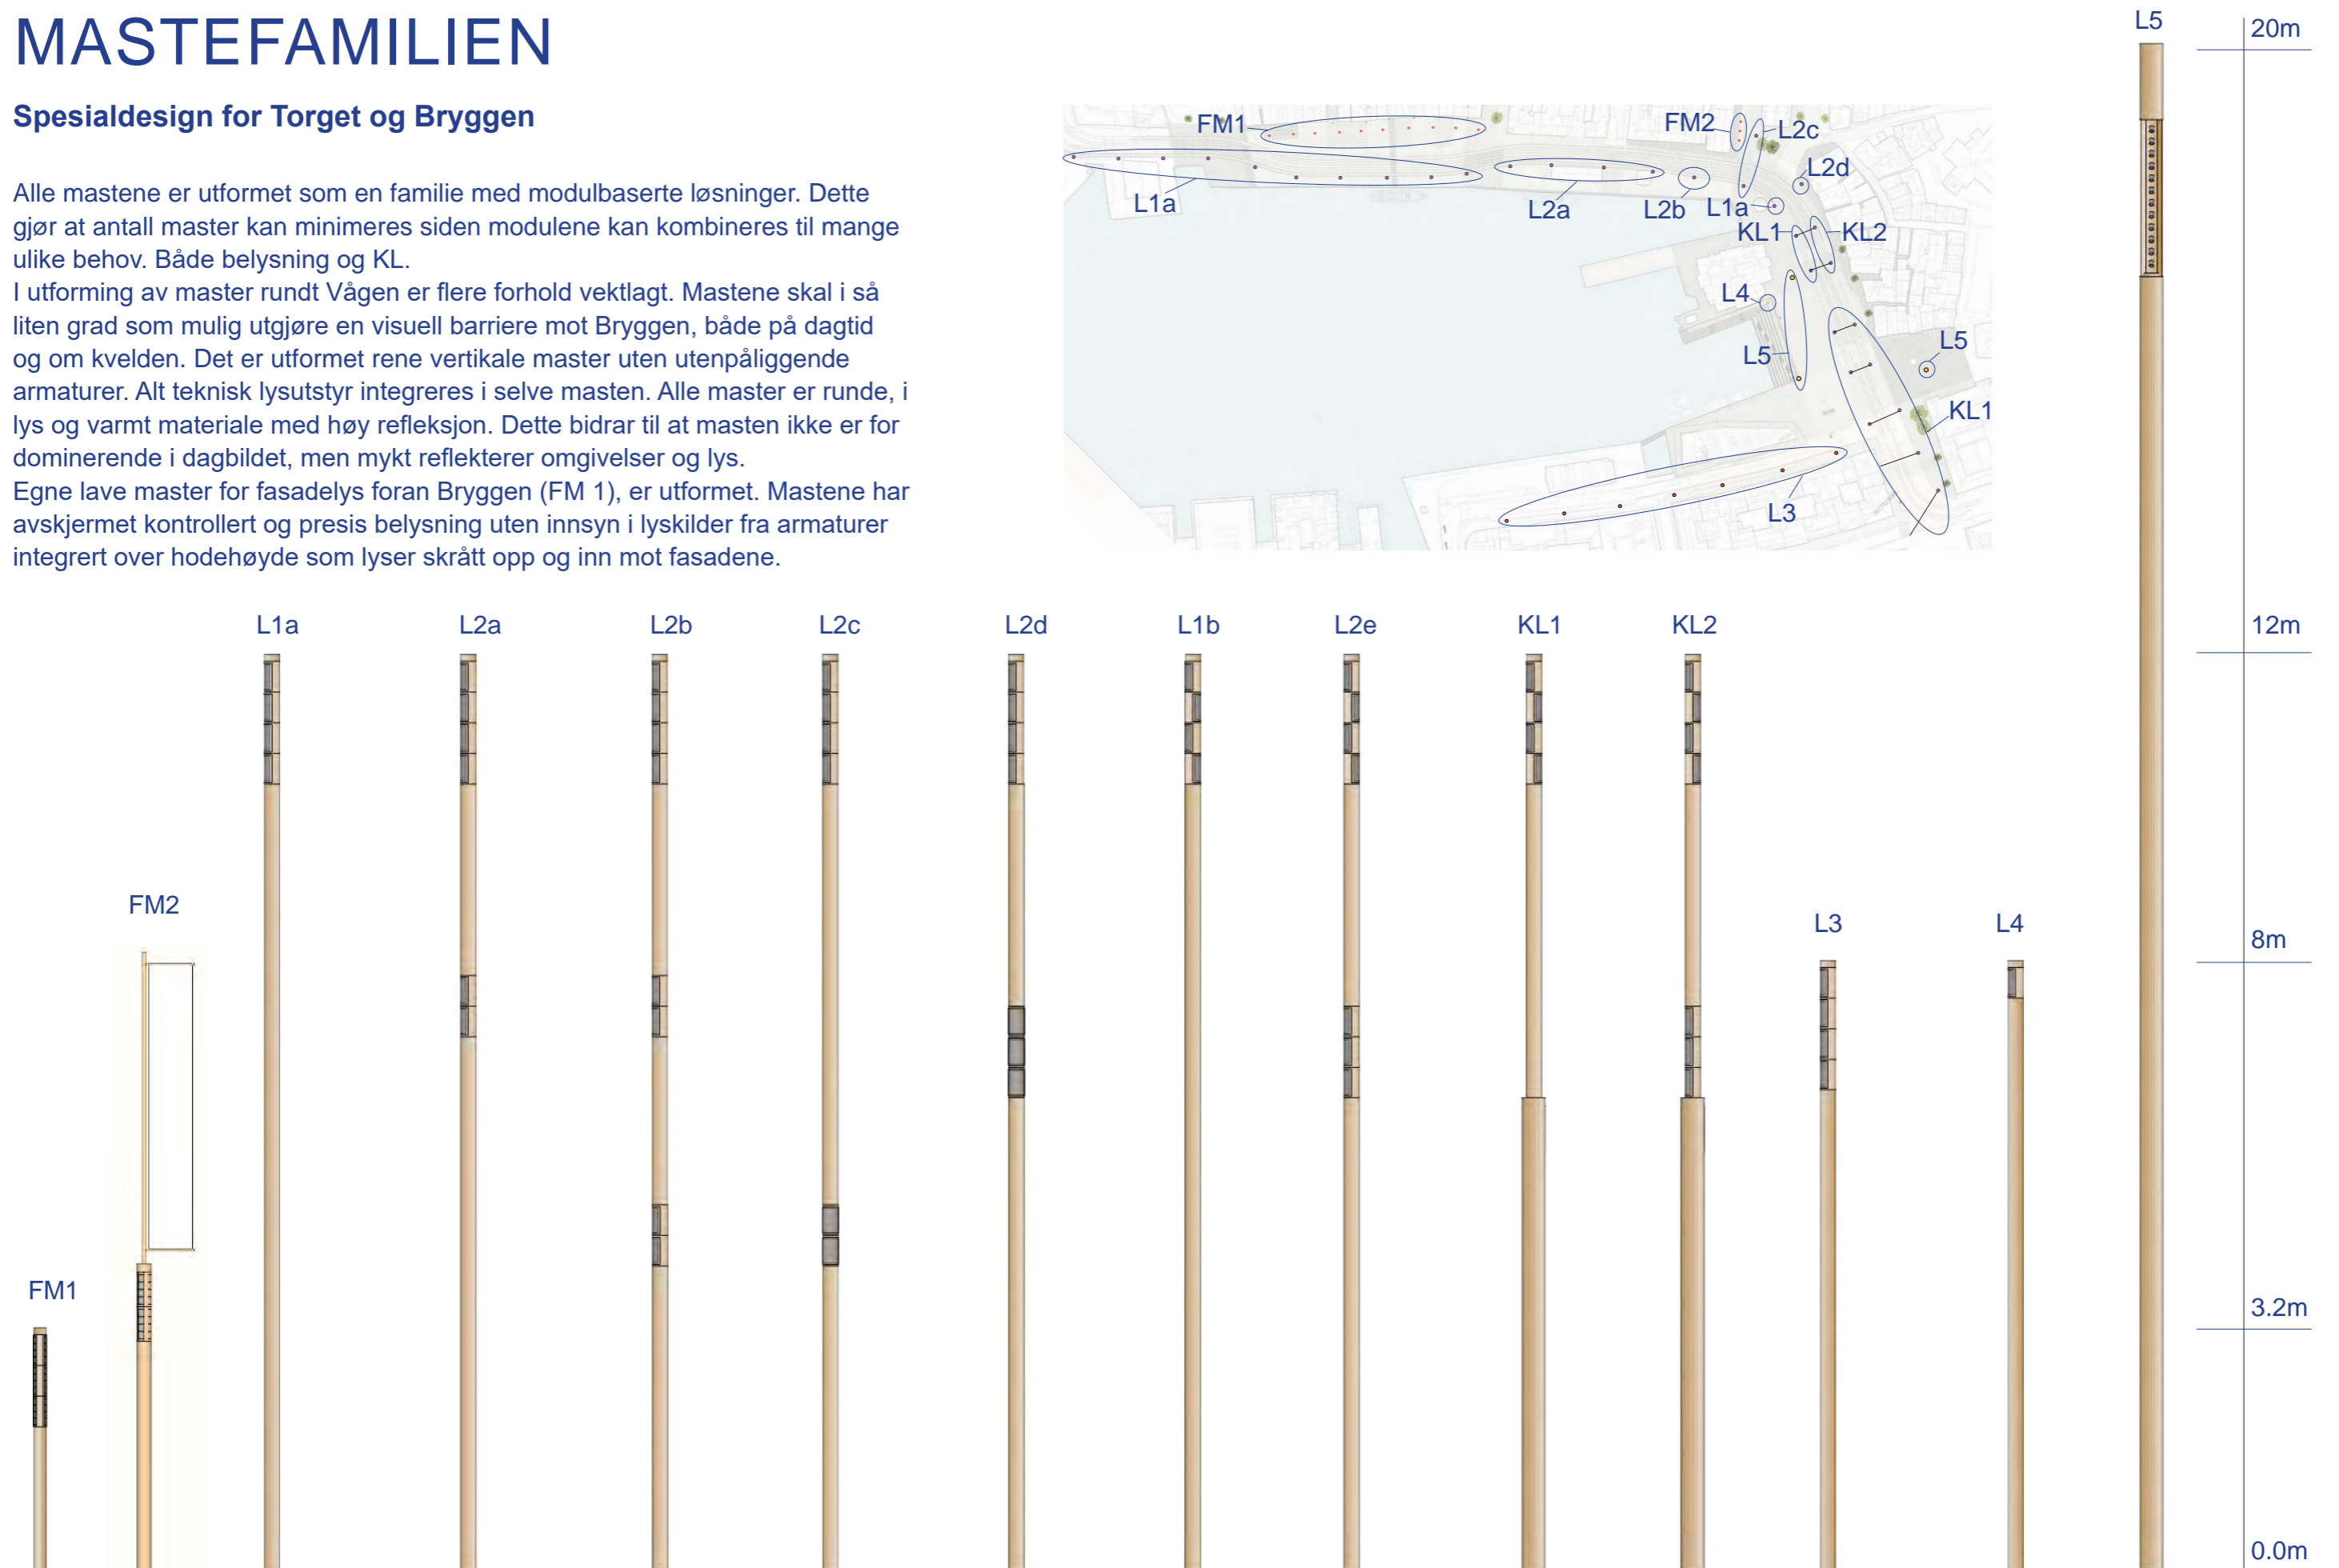 MASTEFAMILIEN
Spesialdesign for Torget og Bryggen
Alle mastene er utformet som en familie med modulbaserte løsninger. Dette
gjør at antall master kan minimeres siden modulene kan kombineres til mange
ulike behov. Både belysning og KL.
I utforming av master rundt Vågen er flere forhold vektlagt. Mastene skal i så
liten grad som mulig utgjøre en visuell barriere mot Bryggen, både på dagtid
og om kvelden. Det er utformet rene vertikale master uten utenpåliggende
armaturer. Alt teknisk lysutstyr integreres i selve masten. Alle master er runde, i
lys og varmt materiale med høy refleksjon. Dette bidrar til at masten ikke er for
dominerende i dagbildet, men mykt reflekterer omgivelser og lys.
Egne lave master for fasadelys foran Bryggen (FM 1), er utformet. Mastene har
avskjermet kontrollert og presis belysning uten innsyn i lyskilder fra armaturer
integrert over hodehøyde som lyser skrått opp og inn mot fasadene.
FM1
FM2
L2c
L2d
L1a
L2a
L2b
L1a
KL1
KL2
L4
L5
L5
KL1
L3
L5
20m
L1a
L2a
L2b
L2c
L2d
L1b
L2e
KL1
KL2
12m
FM2
L3
L4
8m
FM1
3.2m
0.0m